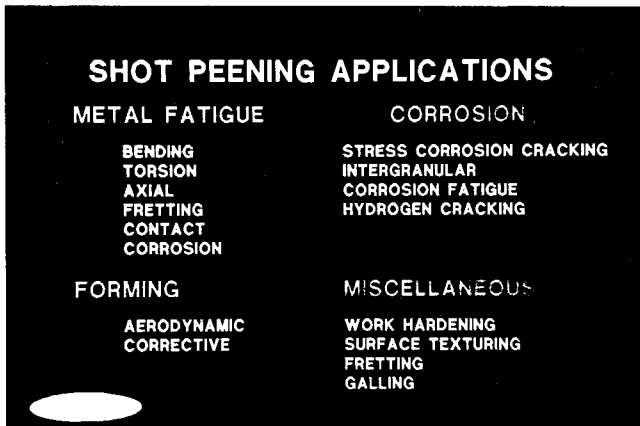 SHOT PEENING APPLICATIONS
METAL FATIGUE
BENDING
TORSION
AXIAL
FRETTING
CONTACT
CORROSION
CORROSION
STRESS CORROSION CRACKING
INTERGRANULAR
CORROSION FATIGUE
HYDROGEN CRACKING
FORMING
AERODYNAMIC
CORRECTIVE
MISCELLANEOUS
WORK HARDENING
SURFACE TEXTURING
FRETTING
GALLING